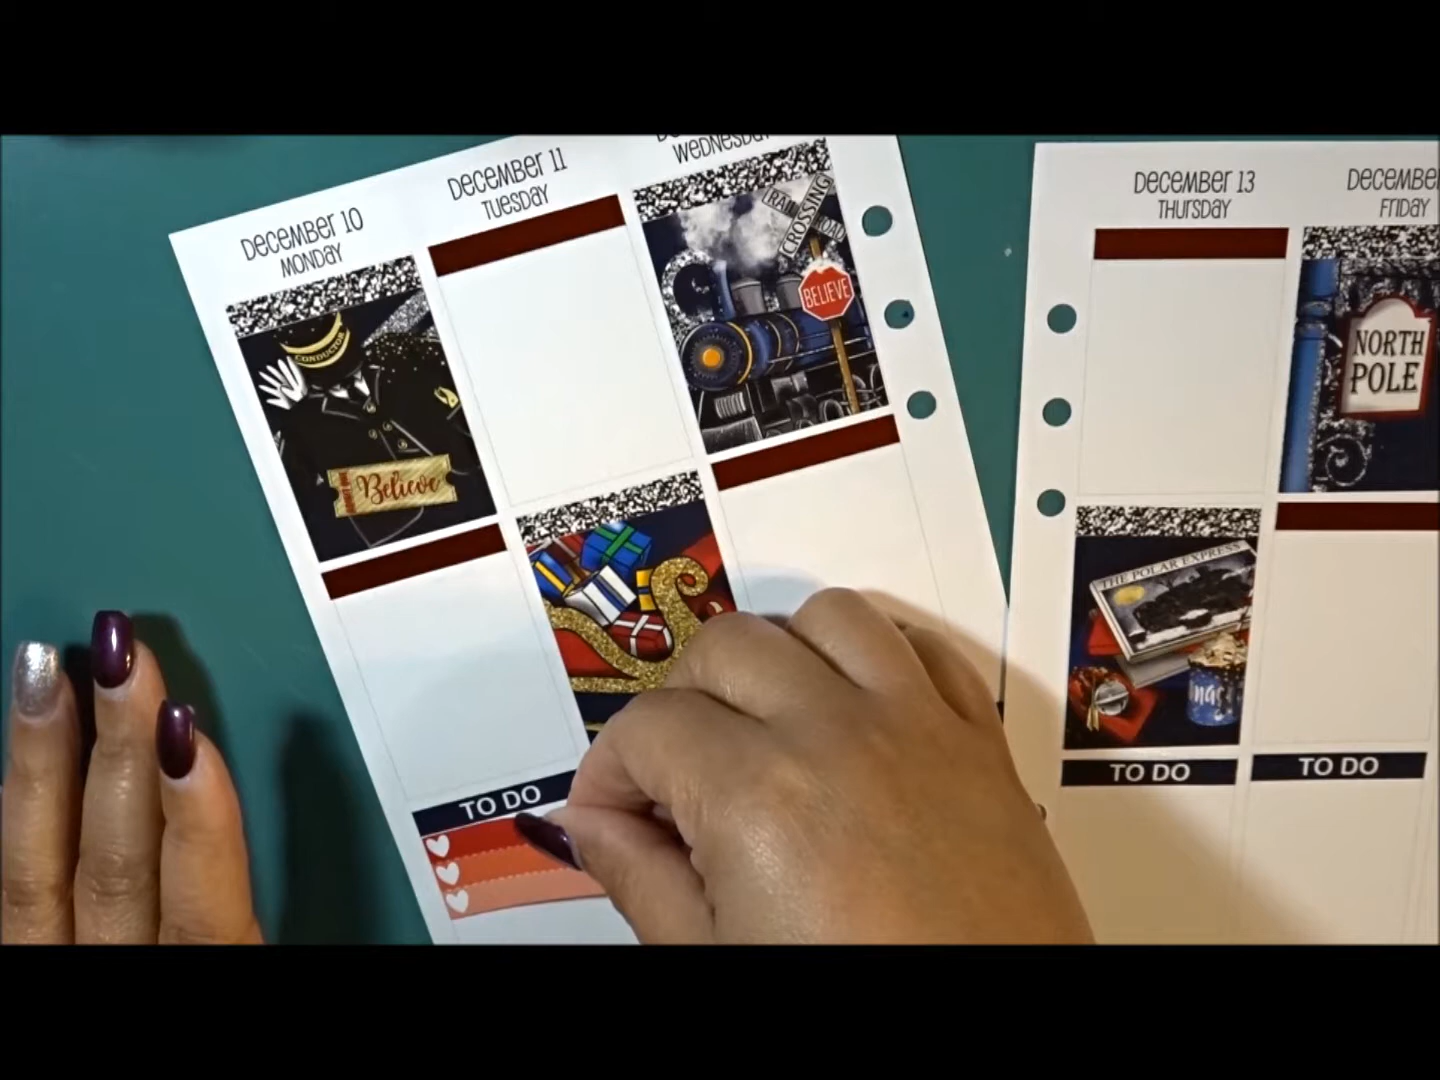 December 10
Monday
December 11
Tuesday
Wednesday
December 13
Thursday
December
Friday
CONDUCTOR
Believe
RAIL ROAD
CROSSING
BELIEVE
NORTH
POLE
THE POLAR EXPRESS
TO DO
TO DO
TO DO